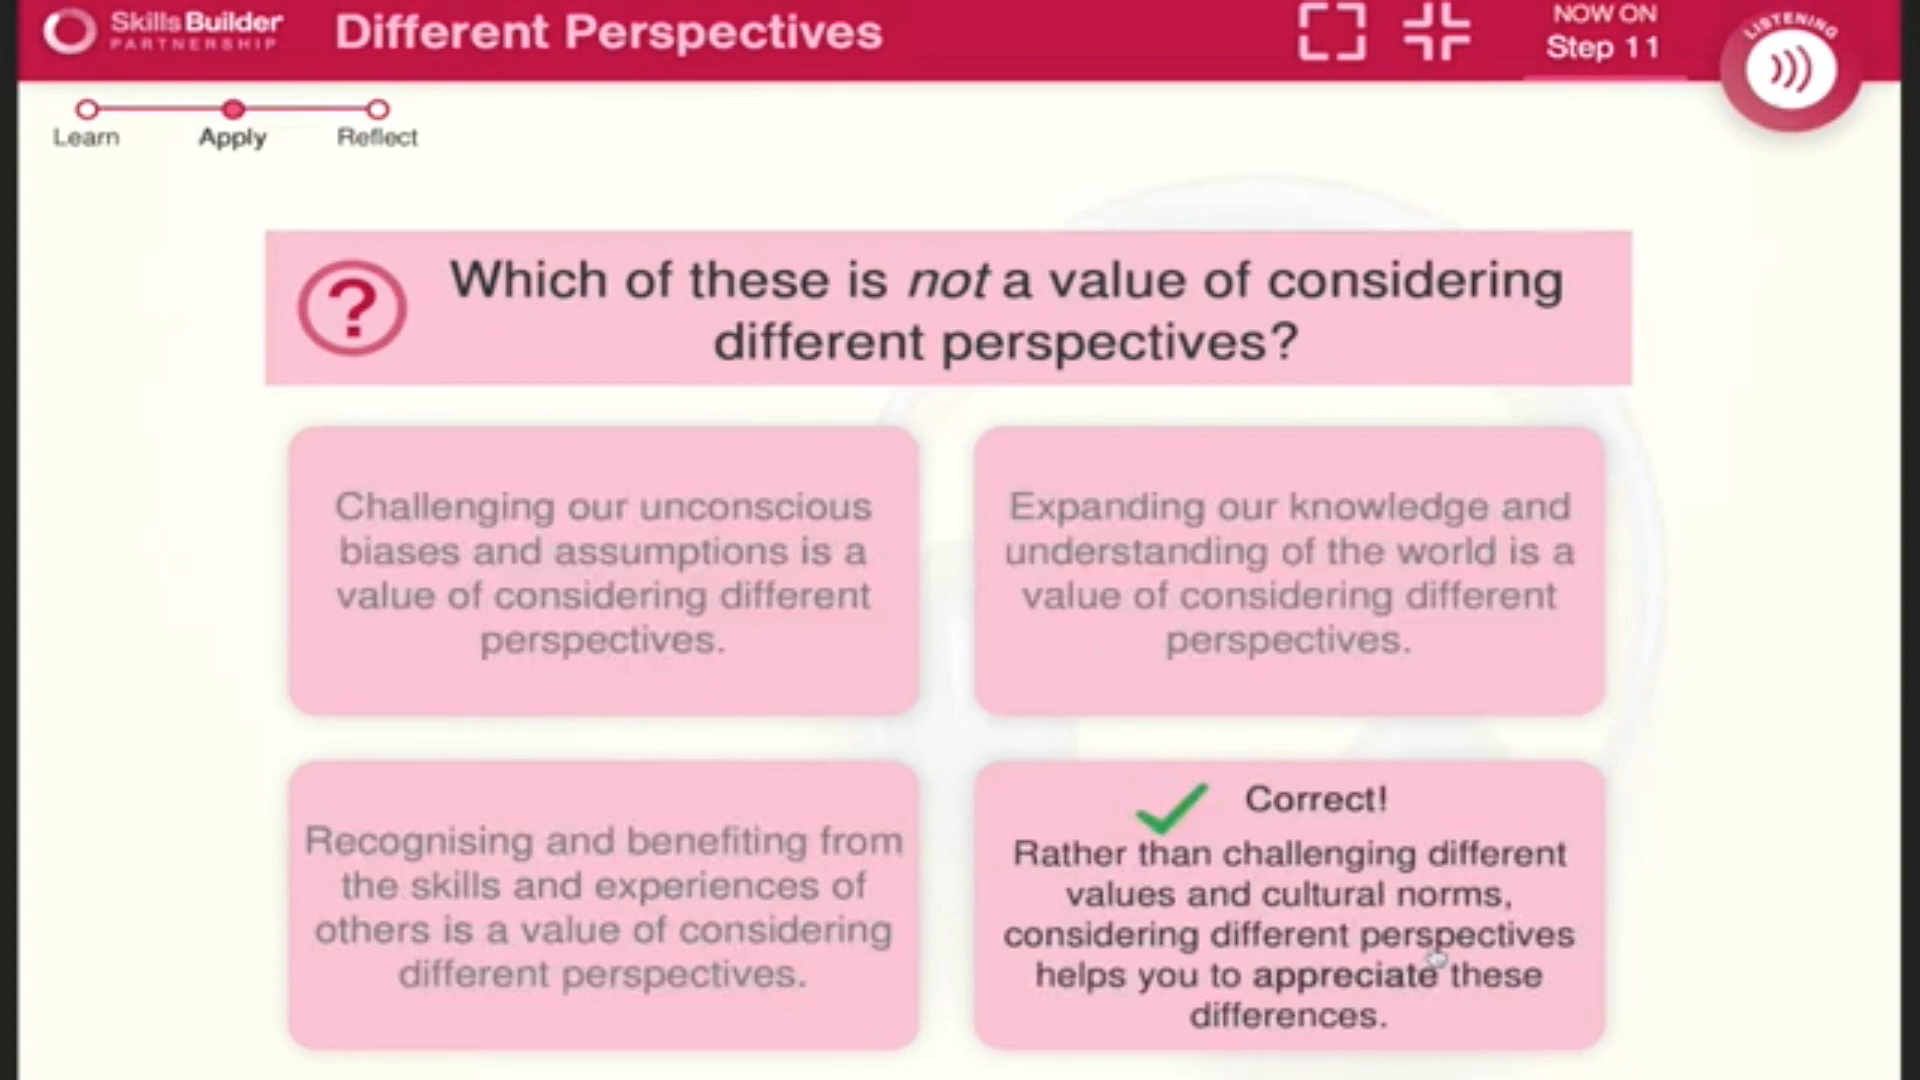 Skills Builder
PARTNERSHIP
Different Perspectives
NOW ON
Step 11
LISTENING
Learn
Apply
Reflect
?
Which of these is not a value of considering
different perspectives?
Challenging our unconscious
biases and assumptions is a
value of considering different
perspectives.
Expanding our knowledge and
understanding of the world is a
value of considering different
perspectives.
Recognising and benefiting from
the skills and experiences of
others is a value of considering
different perspectives.
Correct!
Rather than challenging different
values and cultural norms,
considering different perspectives
helps you to appreciate these
differences.